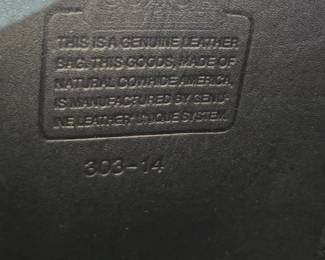 THIS IS A GENUINE LEATHER
BAG. THIS GOODS, MADE OF
NATURAL COWHIDE AMERICA,
IS MANUFACTURED BY GENU"
INE LEATHER" UNIQUE SYSTEM.
303-14